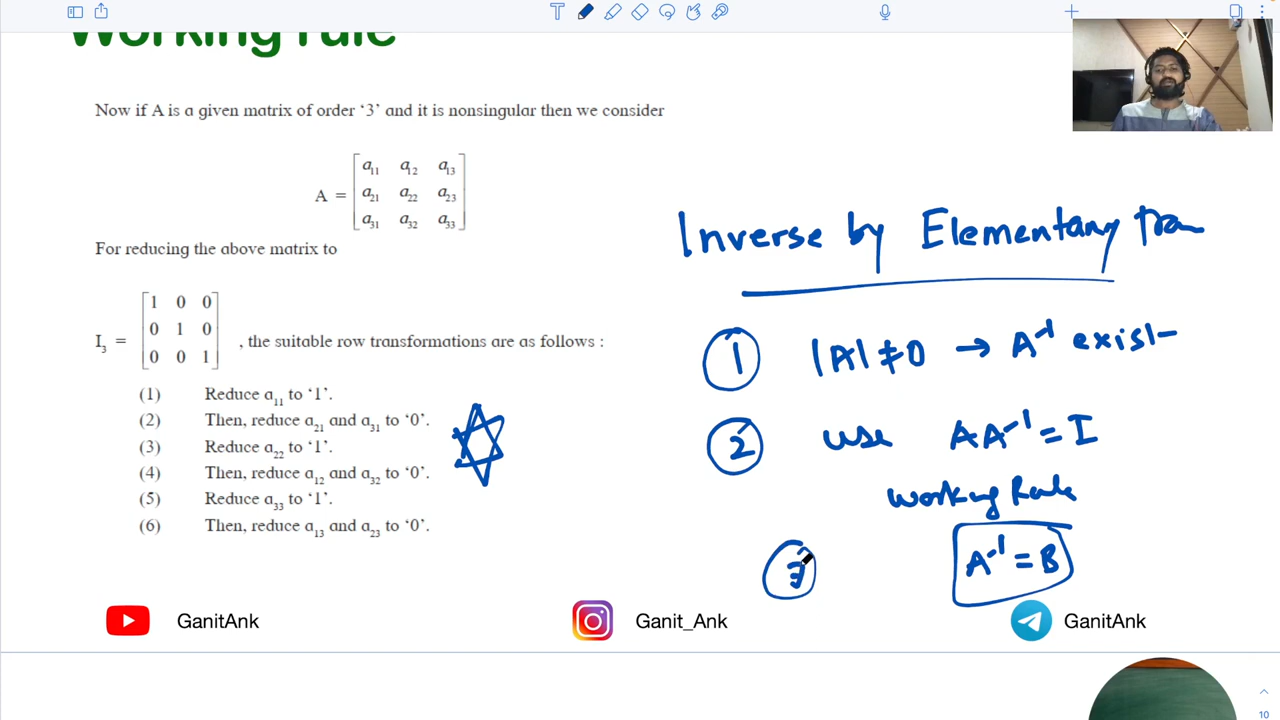 Working rule
Now if A is a given matrix of order ‘3’ and it is nonsingular then we consider
A = [a₁₁ a₁₂ a₁₃
a₂₁ a₂₂ a₂₃
a₃₁ a₃₂ a₃₃]
For reducing the above matrix to
I₃ = [1 0 0
0 1 0
0 0 1] , the suitable row transformations are as follows :
(1) Reduce a₁₁ to ‘1’.
(2) Then, reduce a₂₁ and a₃₁ to ‘0’.
(3) Reduce a₂₂ to ‘1’.
(4) Then, reduce a₁₂ and a₃₂ to ‘0’.
(5) Reduce a₃₃ to ‘1’.
(6) Then, reduce a₁₃ and a₂₃ to ‘0’.
Inverse by Elementary tran
① |A| ≠ 0 → A⁻¹ exist
② use AA⁻¹ = I
Working Rule
③ A⁻¹ = B
GanitAnk
Ganit_Ank
GanitAnk
10